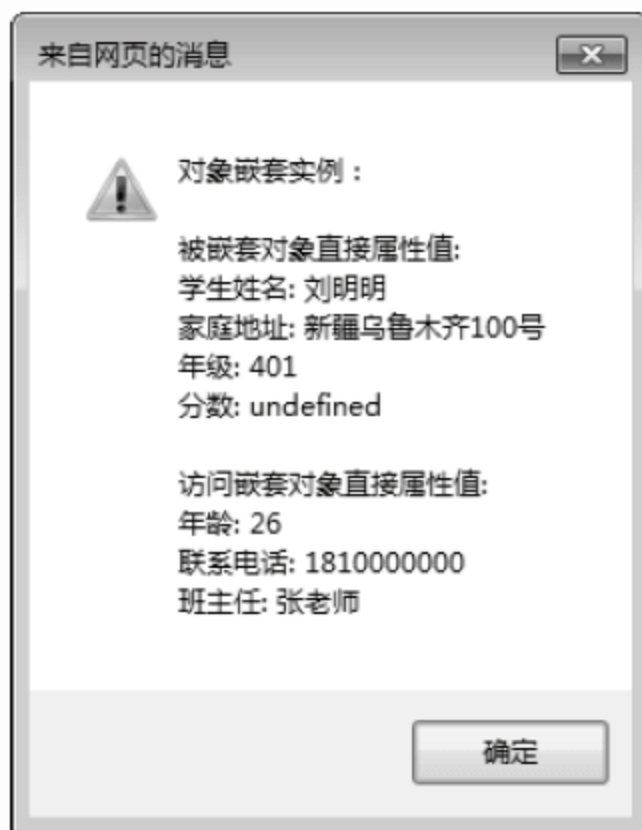 来自网页的消息
对象嵌套实例：
被嵌套对象直接属性值:
学生姓名: 刘明明
家庭地址: 新疆乌鲁木齐100号
年级: 401
分数: undefined
访问嵌套对象直接属性值:
年龄: 26
联系电话: 1810000000
班主任: 张老师
确定